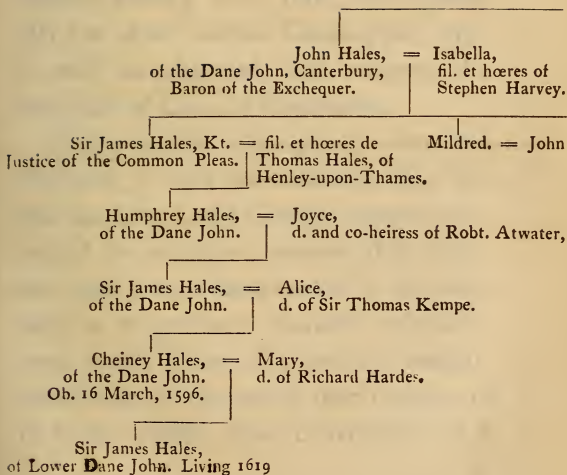 John Hales, = Isabella,
of the Dane John, Canterbury, fil. et hœres of
Baron of the Exchequer. Stephen Harvey.
Sir James Hales, Kt. = fil. et hœres de Mildred. = John
Justice of the Common Pleas. Thomas Hales, of
Henley-upon-Thames.
Humphrey Hales, = Joyce,
of the Dane John. d. and co-heiress of Robt. Atwater,
Sir James Hales, = Alice,
of the Dane John. d. of Sir Thomas Kempe.
Cheiney Hales, = Mary,
of the Dane John. d. of Richard Hardes.
Ob. 16 March, 1596.
Sir James Hales,
of Lower Dane John. Living 1619